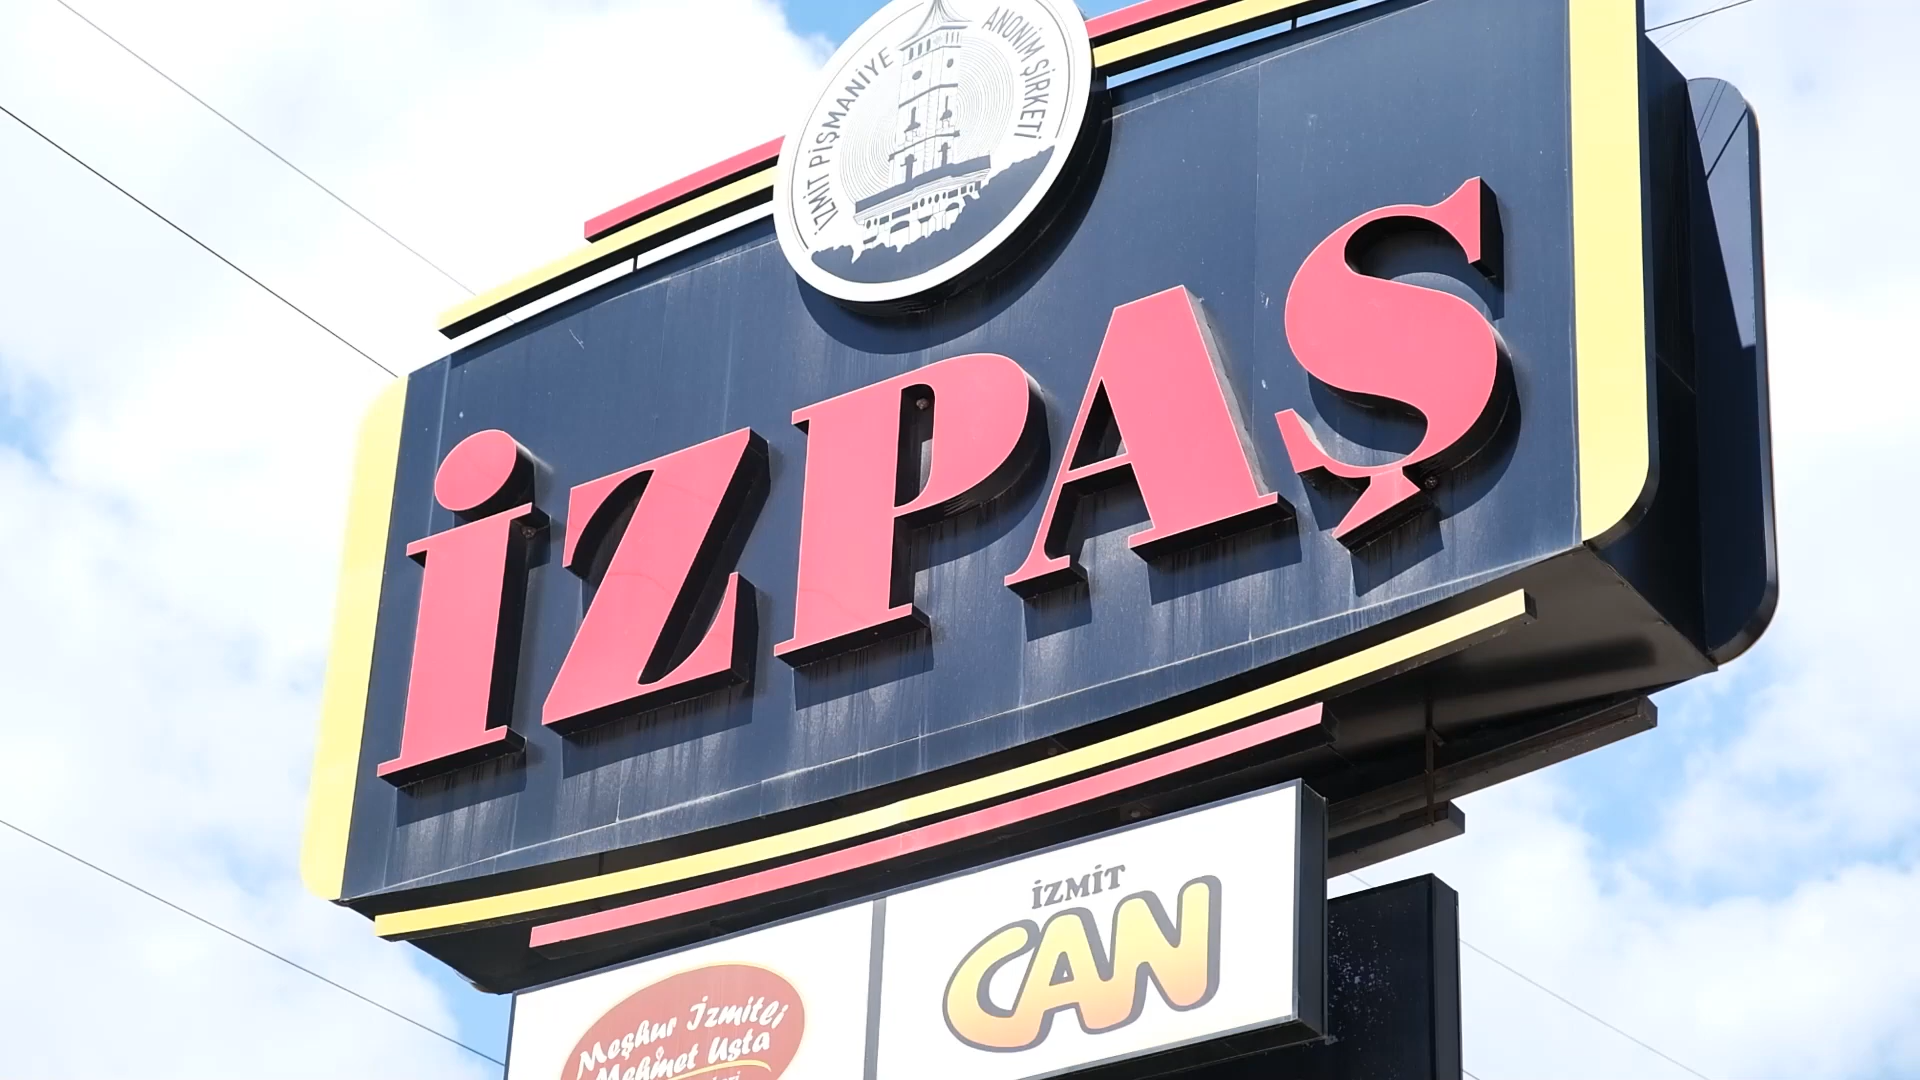 İZMİT PİŞMANİYE ANONİM ŞİRKETİ
İZPAŞ
İZMİT
CAN
Meşhur İzmitli
Mehmet Usta